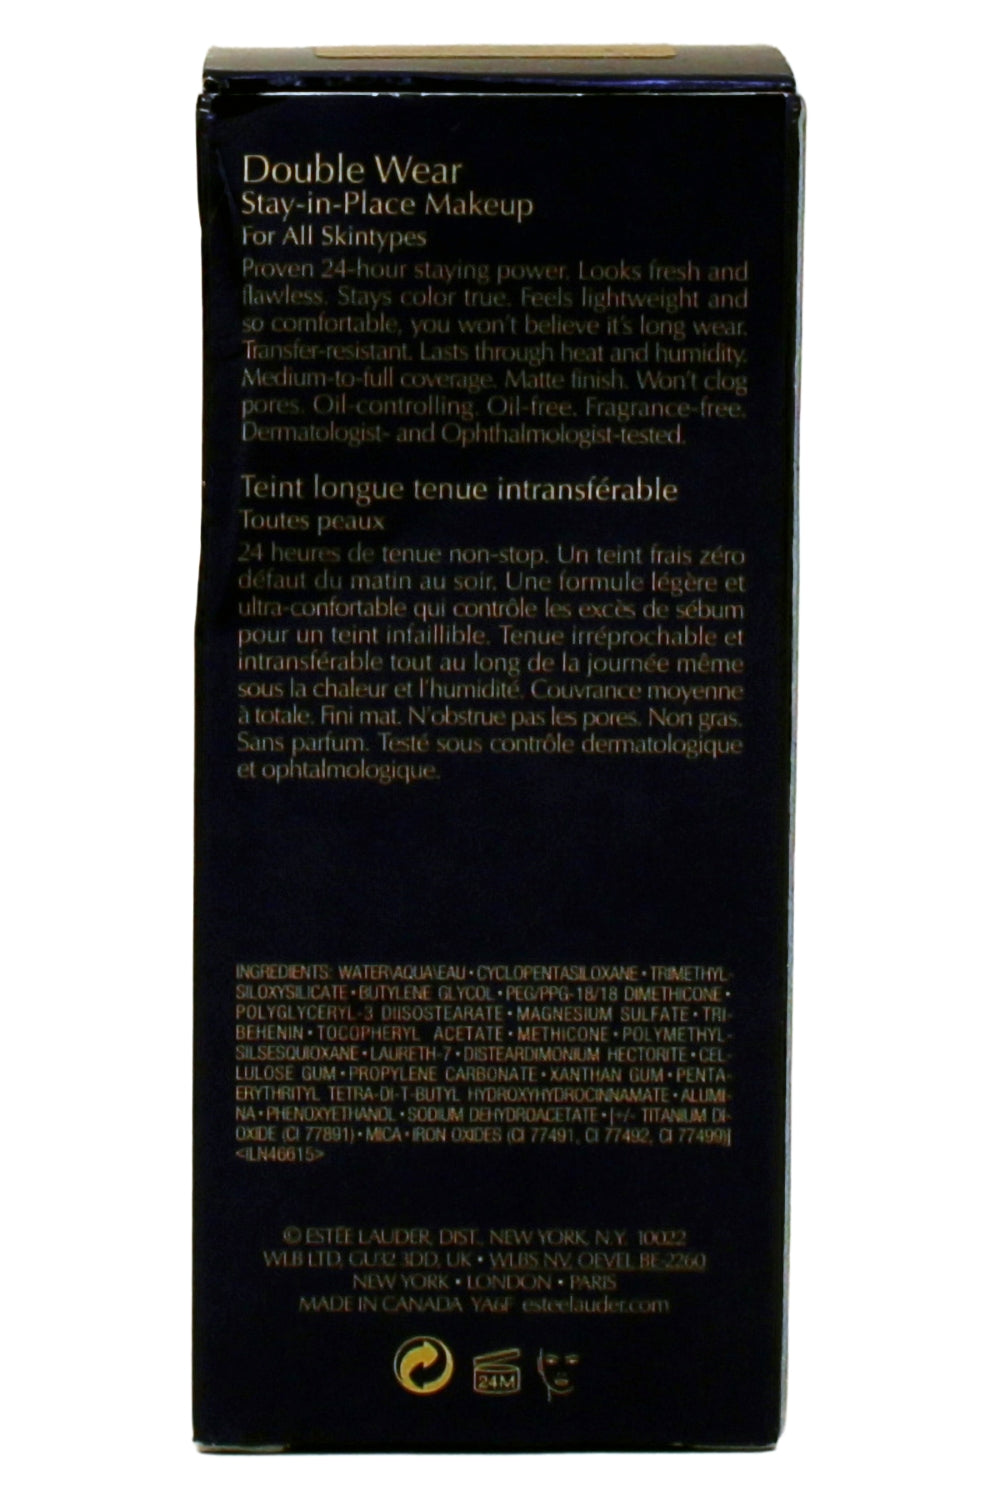 Double Wear
Stay-in-Place Makeup
For All Skintypes
Proven 24-hour staying power. Looks fresh and
flawless. Stays color true. Feels lightweight and
so comfortable, you won't believe it's long wear.
Transfer-resistant. Lasts through heat and humidity.
Medium-to-full coverage. Matte finish. Won't clog
pores. Oil-controlling. Oil-free. Fragrance-free.
Dermatologist- and Ophthalmologist-tested.
Teint longue tenue intransférable
Toutes peaux
24 heures de tenue non-stop. Un teint frais zéro
défaut du matin au soir. Une formule légère et
ultra-confortable qui contrôle les excès de sébum
pour un teint infaillible. Tenue irréprochable et
intransférable tout au long de la journée même
sous la chaleur et l'humidité. Couvrance moyenne
à totale. Fini mat. N'obstrue pas les pores. Non gras.
Sans parfum. Testé sous contrôle dermatologique
et ophtalmologique.
INGREDIENTS: WATER\AQUA\EAU • CYCLOPENTASILOXANE • TRIMETHYL-
SILOXYSILICATE • BUTYLENE GLYCOL • PEG/PPG-18/18 DIMETHICONE •
POLYGLYCERYL-3 DIISOSTEARATE • MAGNESIUM SULFATE • TRI-
BEHENIN • TOCOPHERYL ACETATE • METHICONE • POLYMETHYL-
SILSESQUIOXANE • LAURETH-7 • DISTEARDIMONIUM HECTORITE • CEL-
LULOSE GUM • PROPYLENE CARBONATE • XANTHAN GUM • PENTA-
ERYTHRITYL TETRA-DI-T-BUTYL HYDROXYHYDROCINNAMATE • ALUMI-
NA • PHENOXYETHANOL • SODIUM DEHYDROACETATE • [+/- TITANIUM DI-
OXIDE (CI 77891) • MICA • IRON OXIDES (CI 77491, CI 77492, CI 77499)]
<ILN46615>
© ESTÉE LAUDER, DIST., NEW YORK, N.Y. 10022
WLB LTD, GU32 3DD, UK • WLBS NV, OEVEL BE-2260
NEW YORK • LONDON • PARIS
MADE IN CANADA YA6F esteelauder.com
24M